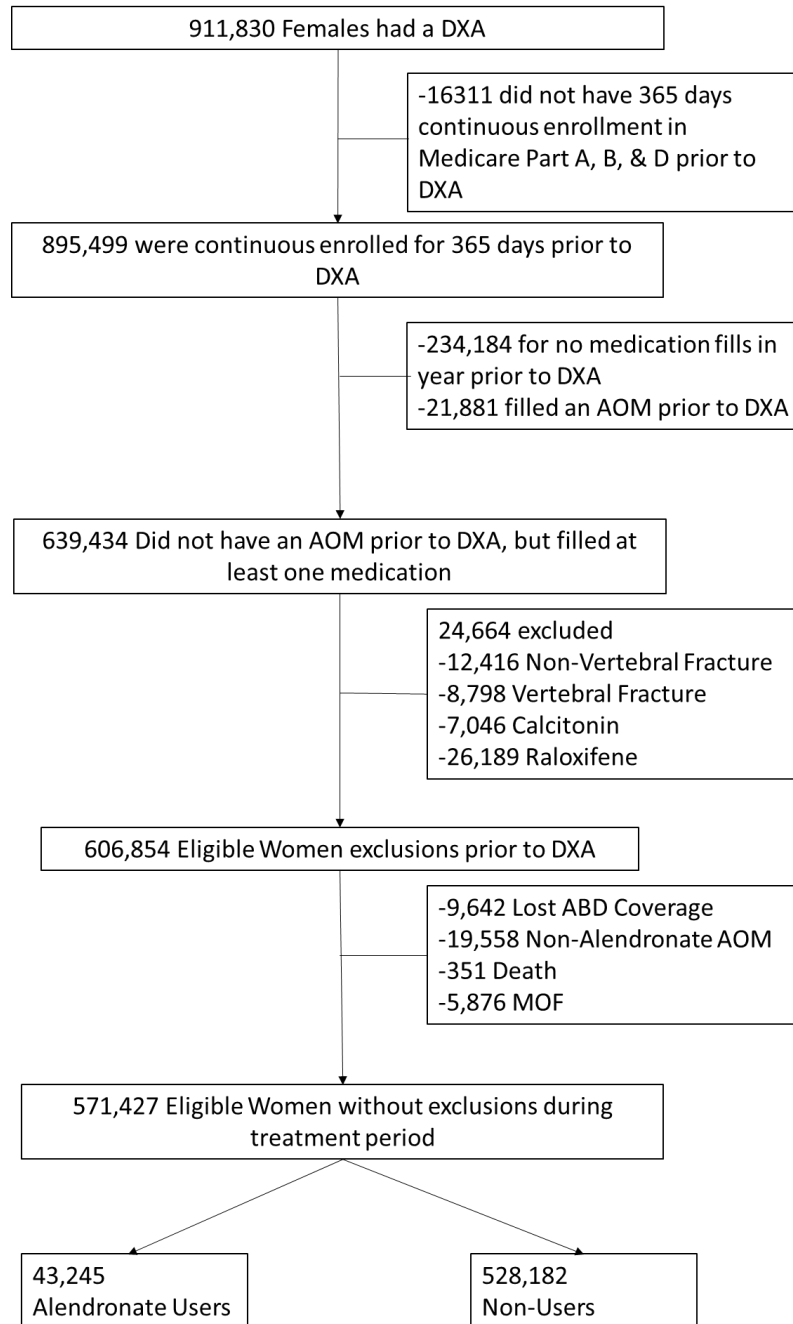 911,830 Females had a DXA
-16311 did not have 365 days
continuous enrollment in
Medicare Part A, B, & D prior to
DXA
895,499 were continuous enrolled for 365 days prior to
DXA
-234,184 for no medication fills in
year prior to DXA
-21,881 filled an AOM prior to DXA
639,434 Did not have an AOM prior to DXA, but filled at
least one medication
24,664 excluded
-12,416 Non-Vertebral Fracture
-8,798 Vertebral Fracture
-7,046 Calcitonin
-26,189 Raloxifene
606,854 Eligible Women exclusions prior to DXA
-9,642 Lost ABD Coverage
-19,558 Non-Alendronate AOM
-351 Death
-5,876 MOF
571,427 Eligible Women without exclusions during
treatment period
43,245
Alendronate Users
528,182
Non-Users